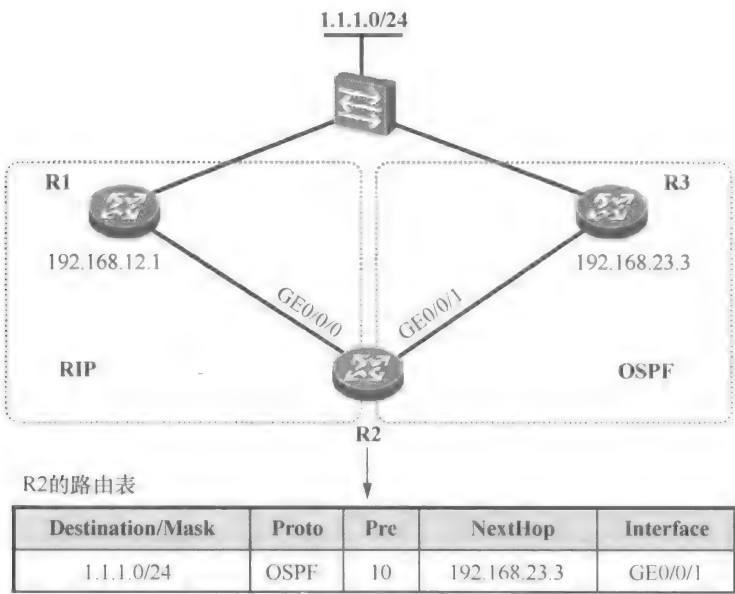 1.1.1.0/24
R1
R3
192.168.12.1
192.168.23.3
GE0/0/0
GE0/0/1
RIP
OSPF
R2
R2的路由表
Destination/Mask Proto Pre NextHop Interface
1.1.1.0/24 OSPF 10 192.168.23.3 GE0/0/1